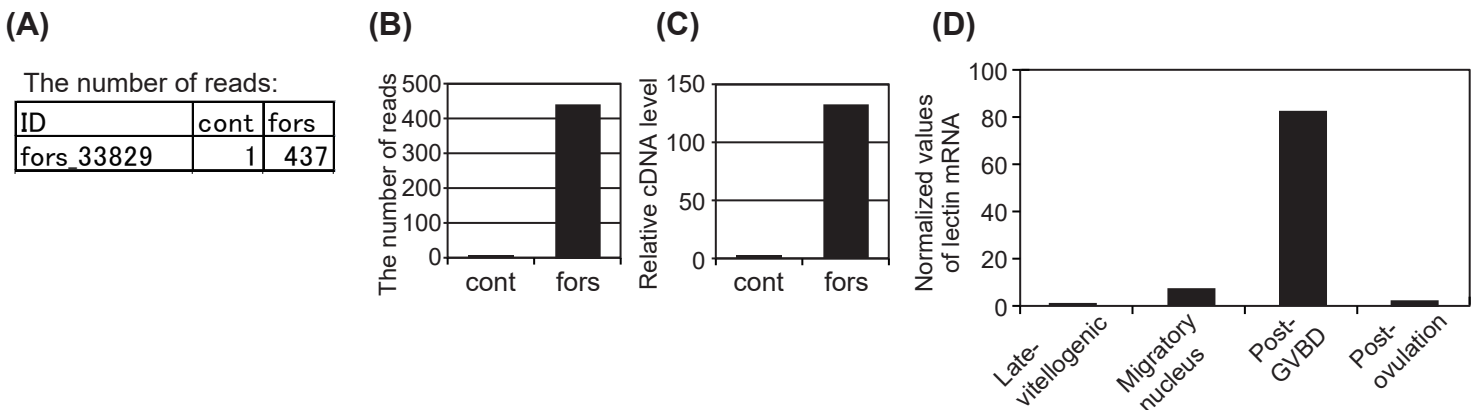 (A)
The number of reads:
ID cont fors
fors_33829 1 437
(B)
The number of reads
500
400
300
200
100
0
cont fors
(C)
Relative cDNA level
150
100
50
0
cont fors
(D)
Normalized values
of lectin mRNA
100
80
60
40
20
0
Late-
vitellogenic
Migratory
nucleus
Post-
GVBD
Post-
ovulation